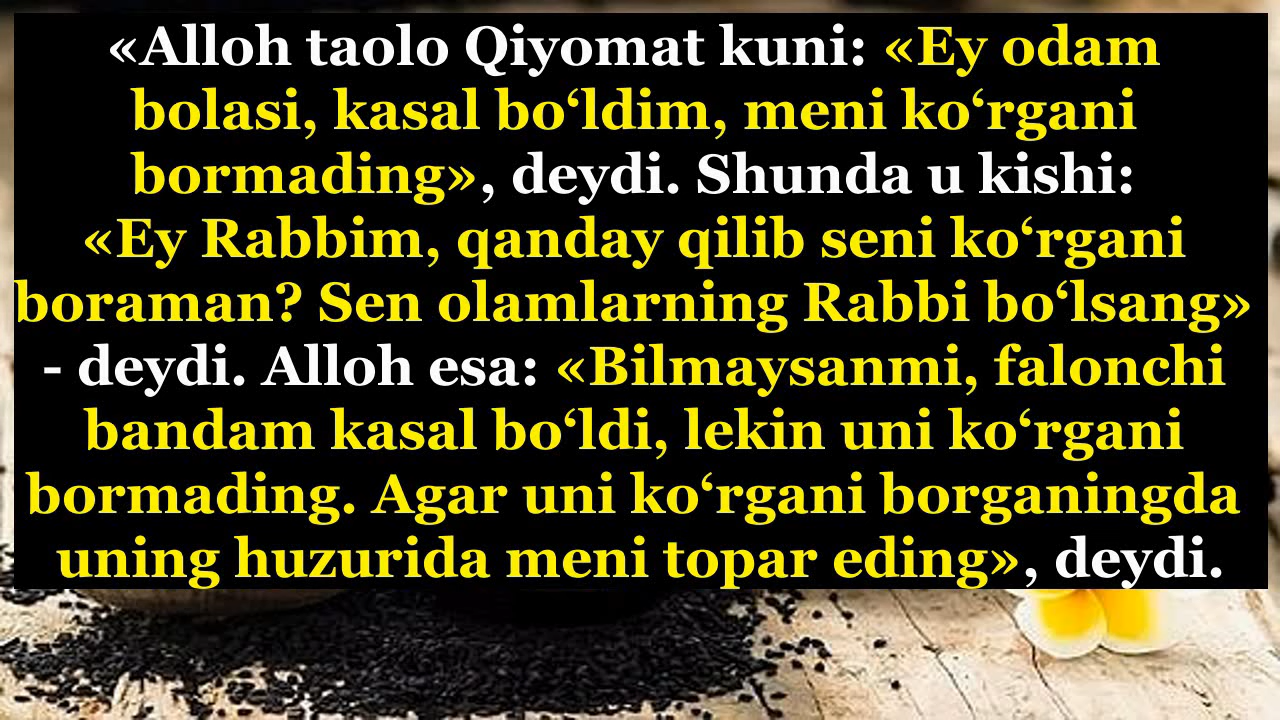 «Alloh taolo Qiyomat kuni: «Ey odam
bolasi, kasal bo‘ldim, meni ko‘rgani
bormading», deydi. Shunda u kishi:
«Ey Rabbim, qanday qilib seni ko‘rgani
boraman? Sen olamlarning Rabbi bo‘lsang»
- deydi. Alloh esa: «Bilmaysanmi, falonchi
bandam kasal bo‘ldi, lekin uni ko‘rgani
bormading. Agar uni ko‘rgani borganingda
uning huzurida meni topar eding», deydi.